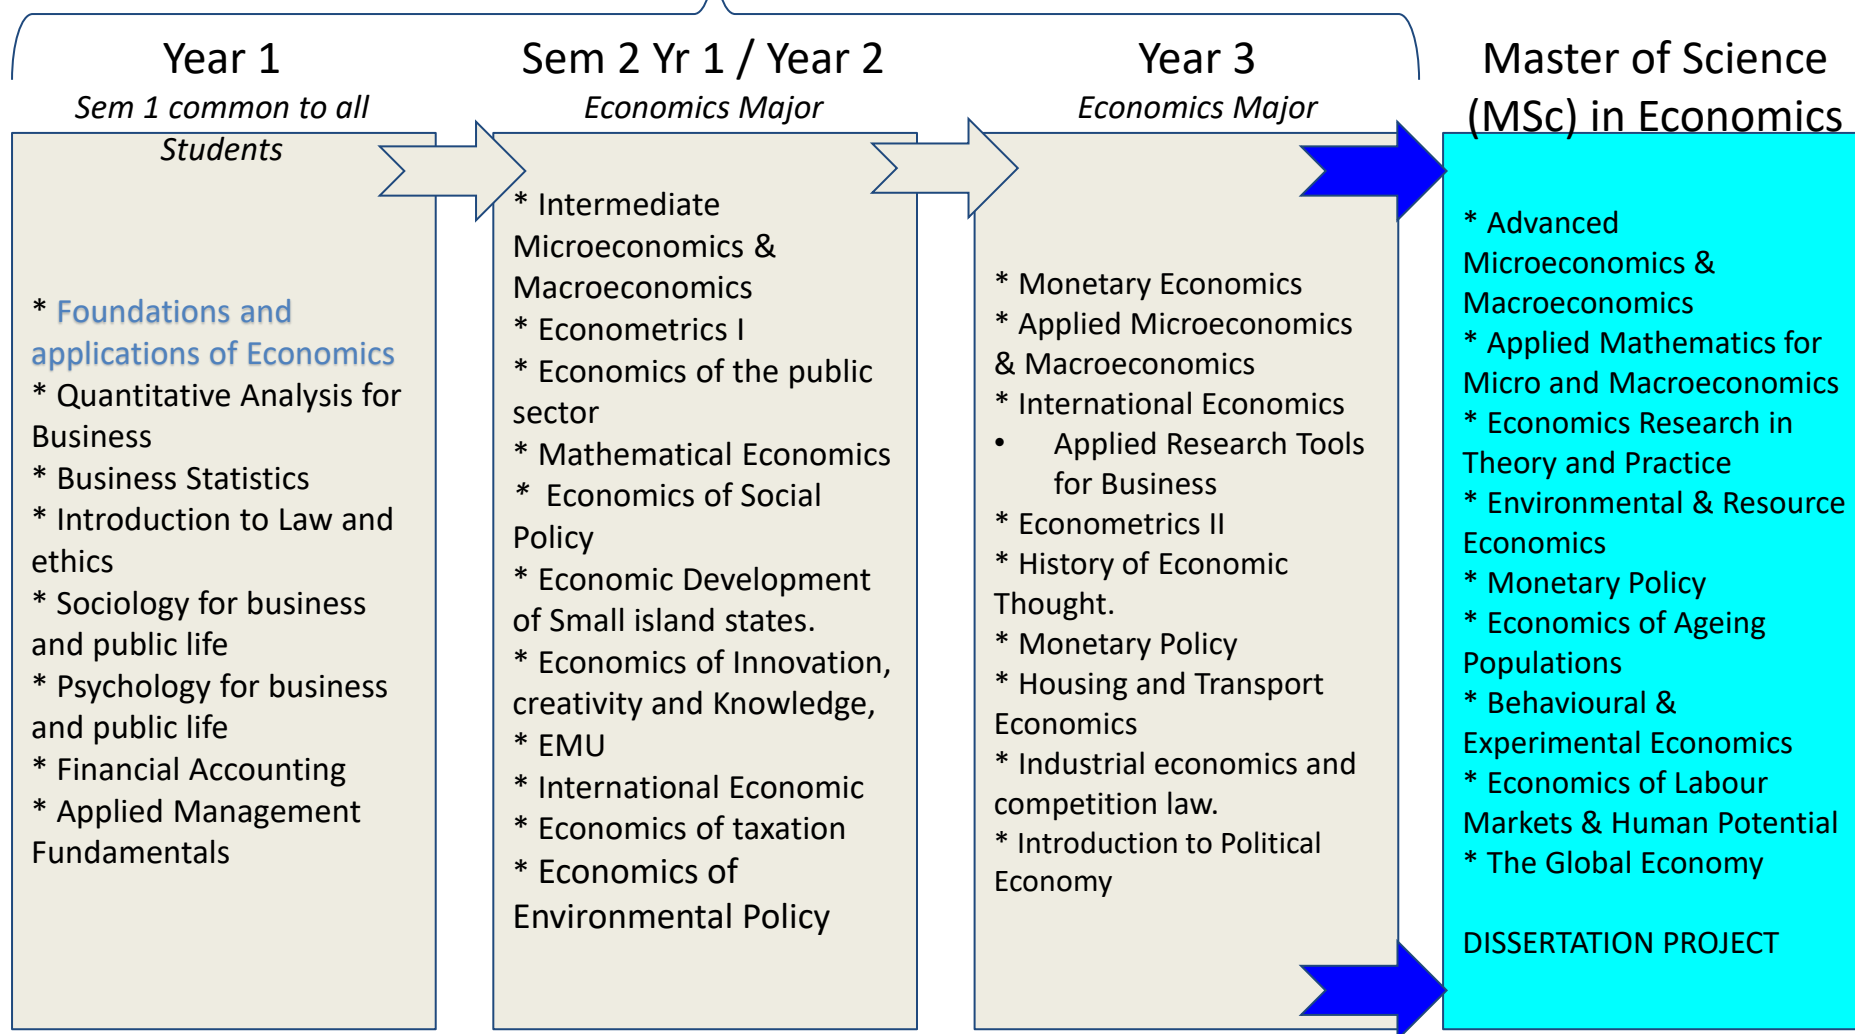 Year 1
Sem 1 common to all
Students
* Foundations and
applications of Economics
* Quantitative Analysis for
Business
* Business Statistics
* Introduction to Law and
ethics
* Sociology for business
and public life
* Psychology for business
and public life
* Financial Accounting
* Applied Management
Fundamentals
Sem 2 Yr 1 / Year 2
Economics Major
* Intermediate
Microeconomics &
Macroeconomics
* Econometrics I
* Economics of the public
sector
* Mathematical Economics
* Economics of Social
Policy
* Economic Development
of Small island states.
* Economics of Innovation,
creativity and Knowledge,
* EMU
* International Economic
* Economics of taxation
* Economics of
Environmental Policy
Year 3
Economics Major
* Monetary Economics
* Applied Microeconomics
& Macroeconomics
* International Economics
• Applied Research Tools
for Business
* Econometrics II
* History of Economic
Thought.
* Monetary Policy
* Housing and Transport
Economics
* Industrial economics and
competition law.
* Introduction to Political
Economy
Master of Science
(MSc) in Economics
* Advanced
Microeconomics &
Macroeconomics
* Applied Mathematics for
Micro and Macroeconomics
* Economics Research in
Theory and Practice
* Environmental & Resource
Economics
* Monetary Policy
* Economics of Ageing
Populations
* Behavioural &
Experimental Economics
* Economics of Labour
Markets & Human Potential
* The Global Economy
DISSERTATION PROJECT